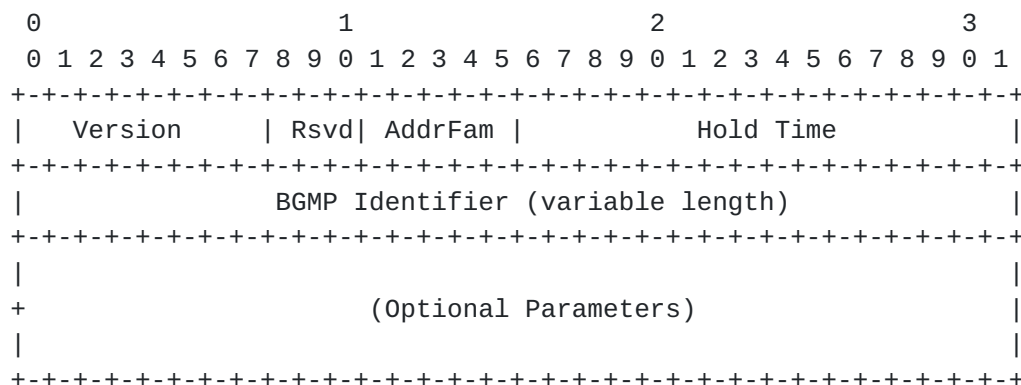 0                   1                   2                   3
 0 1 2 3 4 5 6 7 8 9 0 1 2 3 4 5 6 7 8 9 0 1 2 3 4 5 6 7 8 9 0 1
+-+-+-+-+-+-+-+-+-+-+-+-+-+-+-+-+-+-+-+-+-+-+-+-+-+-+-+-+-+-+-+-+
|   Version     | Rsvd| AddrFam |           Hold Time           |
+-+-+-+-+-+-+-+-+-+-+-+-+-+-+-+-+-+-+-+-+-+-+-+-+-+-+-+-+-+-+-+-+
|                BGMP Identifier (variable length)              |
+-+-+-+-+-+-+-+-+-+-+-+-+-+-+-+-+-+-+-+-+-+-+-+-+-+-+-+-+-+-+-+-+
|                                                               |
+                      (Optional Parameters)                    |
|                                                               |
+-+-+-+-+-+-+-+-+-+-+-+-+-+-+-+-+-+-+-+-+-+-+-+-+-+-+-+-+-+-+-+-+